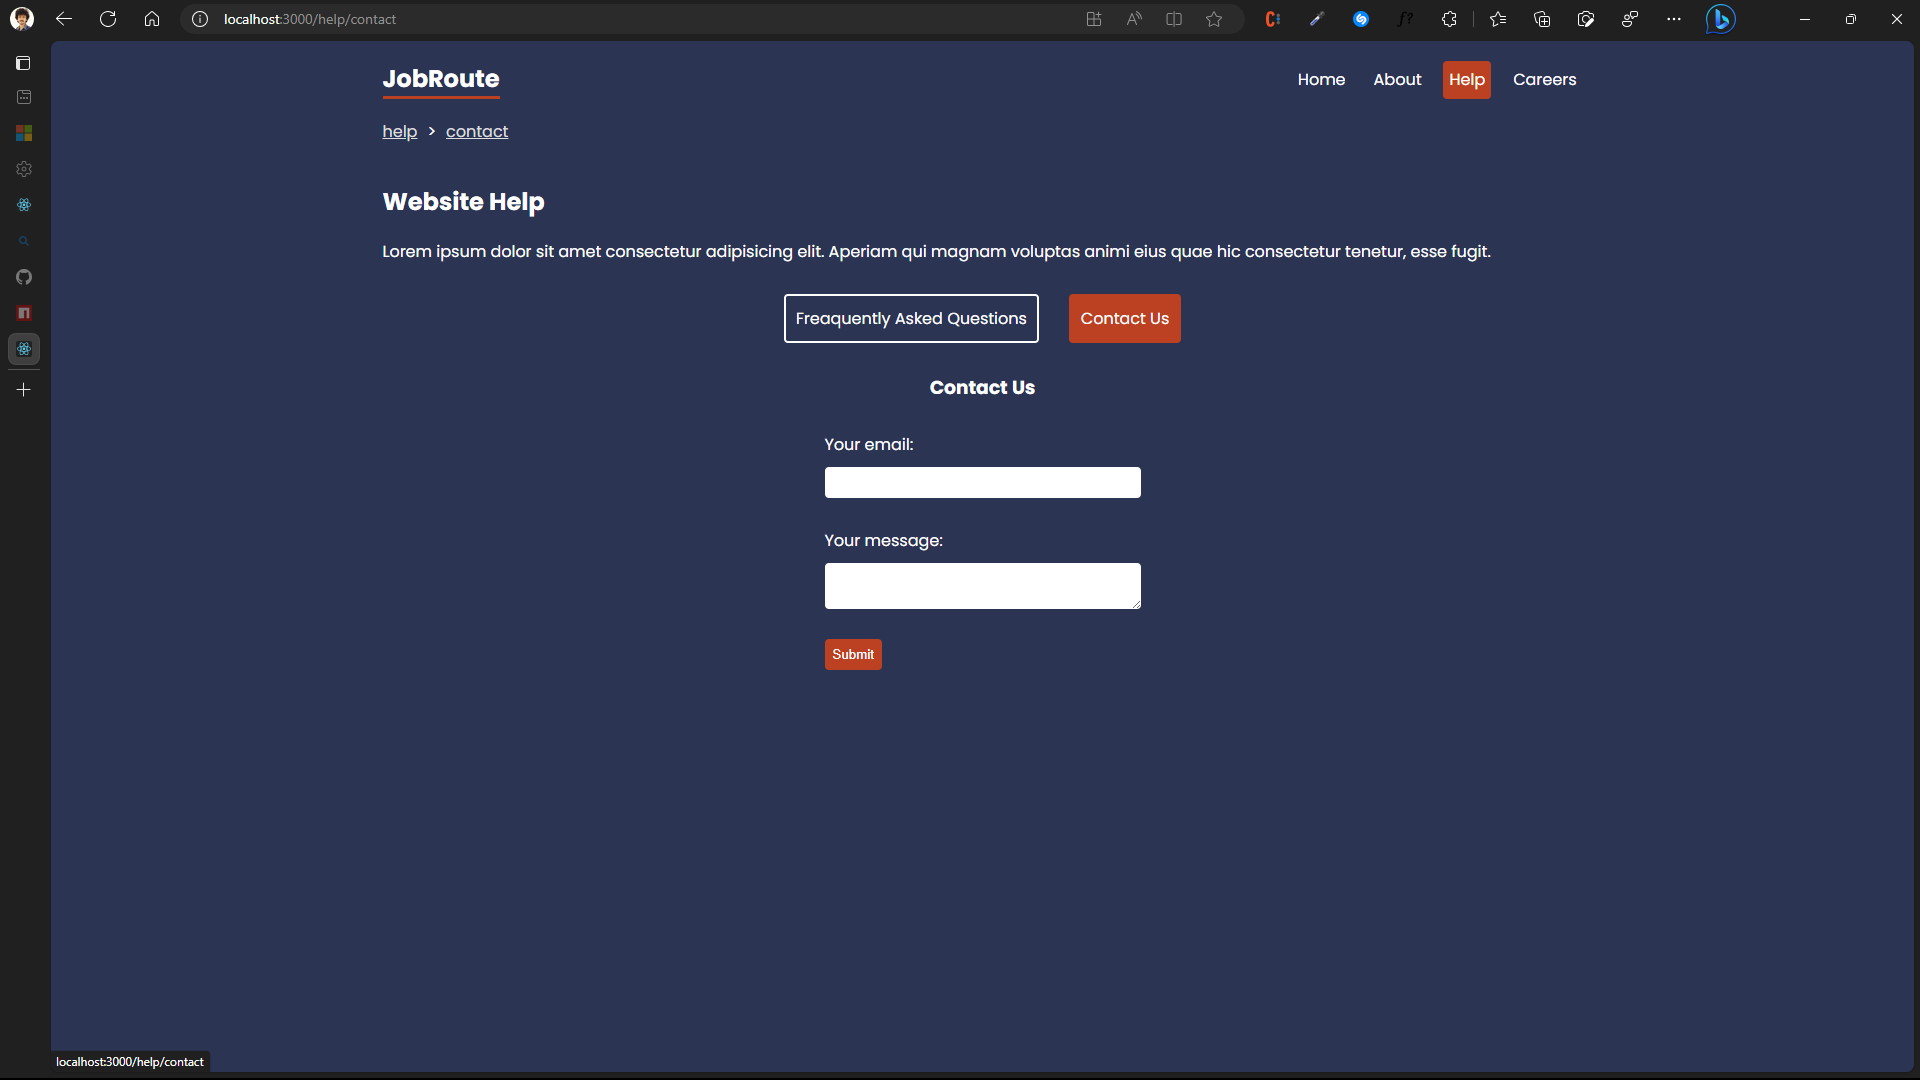 localhost:3000/help/contact
JobRoute
Home About Help Careers
help > contact
Website Help
Lorem ipsum dolor sit amet consectetur adipisicing elit. Aperiam qui magnam voluptas animi eius quae hic consectetur tenetur, esse fugit.
Freaquently Asked Questions Contact Us
Contact Us
Your email:
Your message:
Submit
localhost:3000/help/contact